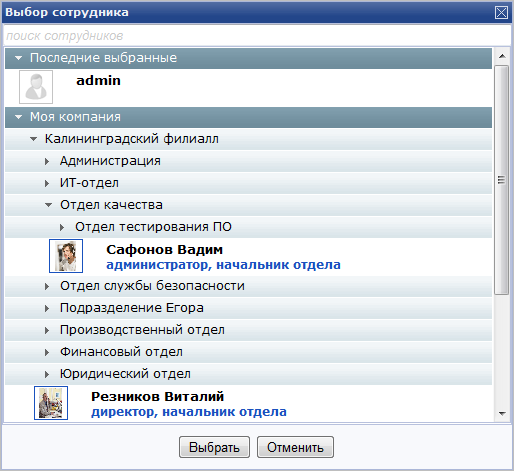 Выбор сотрудника
поиск сотрудников
Последние выбранные
admin
Моя компания
Калининградский филиалл
Администрация
ИТ-отдел
Отдел качества
Отдел тестирования ПО
Сафонов Вадим
администратор, начальник отдела
Отдел службы безопасности
Подразделение Егора
Производственный отдел
Финансовый отдел
Юридический отдел
Резников Виталий
директор, начальник отдела
Выбрать Отменить